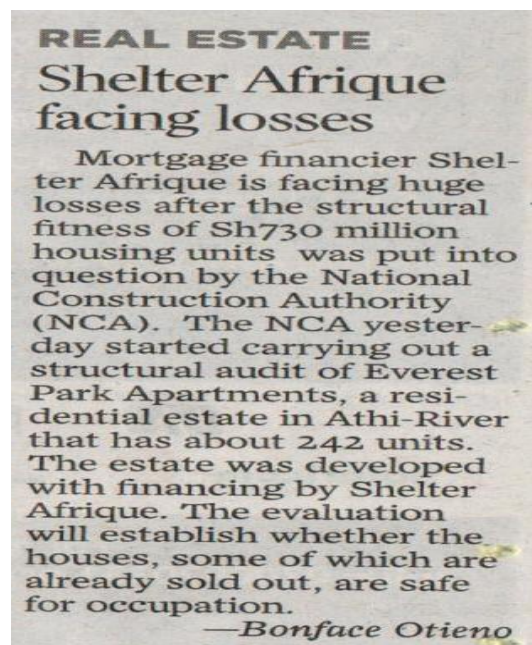 REAL ESTATE
Shelter Afrique
facing losses
Mortgage financier Shel-
ter Afrique is facing huge
losses after the structural
fitness of Sh730 million
housing units was put into
question by the National
Construction Authority
(NCA). The NCA yester-
day started carrying out a
structural audit of Everest
Park Apartments, a resi-
dential estate in Athi-River
that has about 242 units.
The estate was developed
with financing by Shelter
Afrique. The evaluation
will establish whether the
houses, some of which are
already sold out, are safe
for occupation.
—Bonface Otieno